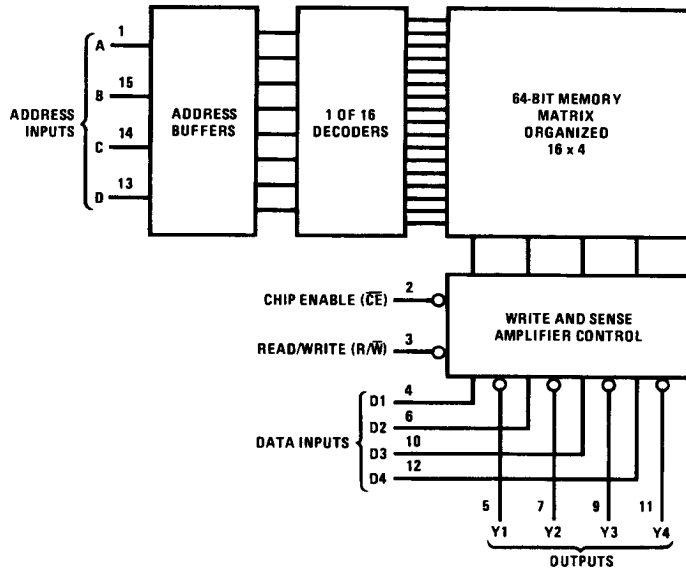 1
A
15
B
ADDRESS
INPUTS
14
C
13
D
ADDRESS
BUFFERS
1 OF 16
DECODERS
64-BIT MEMORY
MATRIX
ORGANIZED
16 x 4
2
CHIP ENABLE (C̅E̅)
3
READ/WRITE (R/W̅)
WRITE AND SENSE
AMPLIFIER CONTROL
DATA INPUTS
D1 4
D2 6
D3 10
D4 12
5 7 9 11
Y1 Y2 Y3 Y4
OUTPUTS